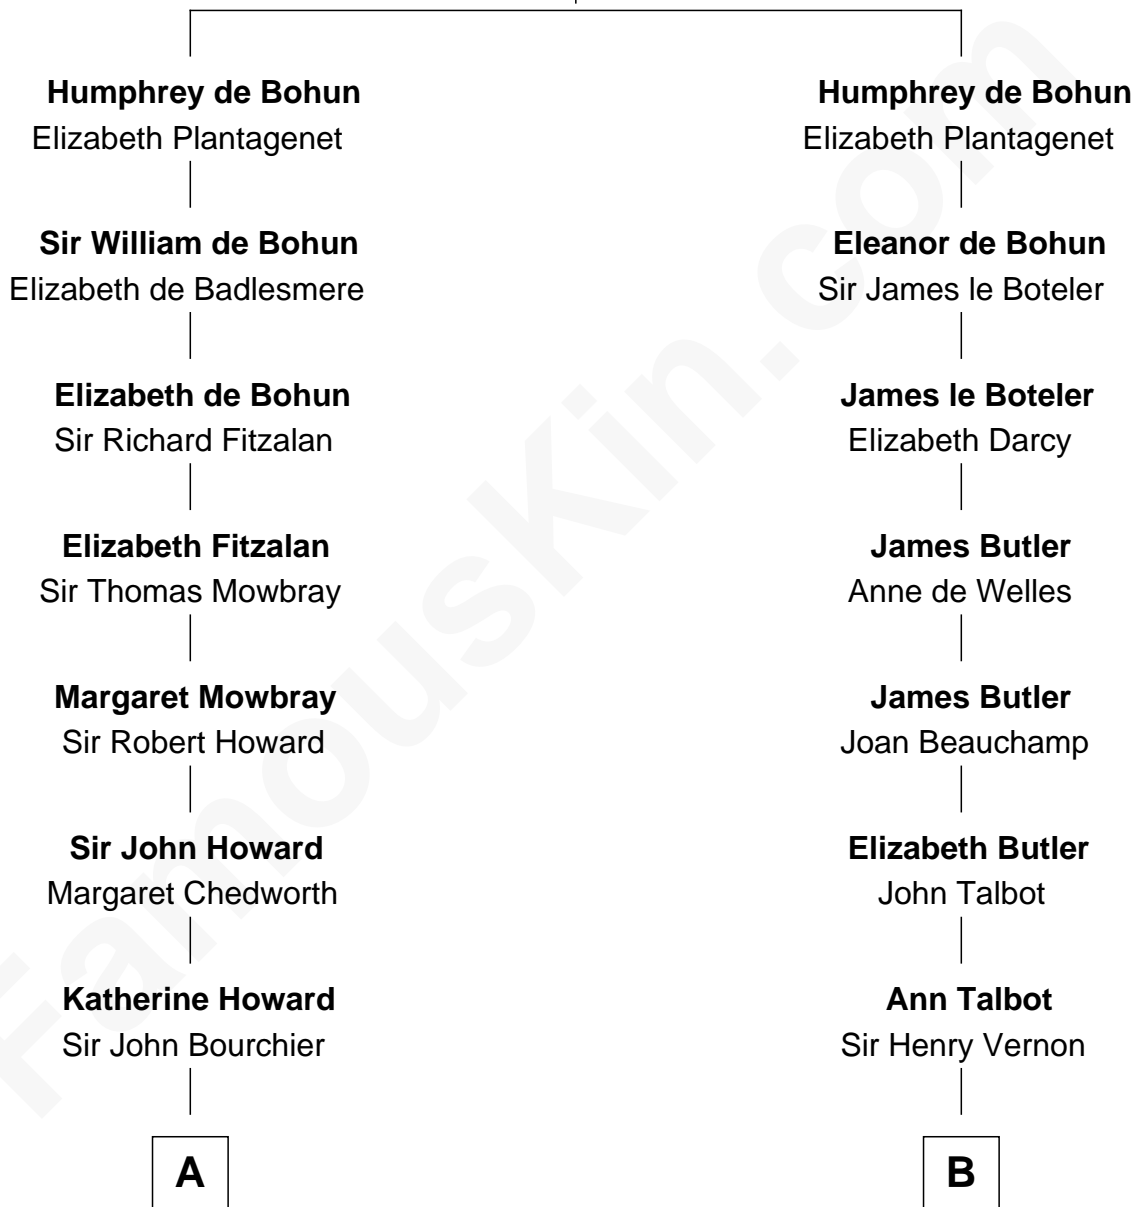 Humphrey de Bohun
Elizabeth Plantagenet
Sir William de Bohun
Elizabeth de Badlesmere
Elizabeth de Bohun
Sir Richard Fitzalan
Elizabeth Fitzalan
Sir Thomas Mowbray
Margaret Mowbray
Sir Robert Howard
Sir John Howard
Margaret Chedworth
Katherine Howard
Sir John Bourchier
A
Humphrey de Bohun
Elizabeth Plantagenet
Eleanor de Bohun
Sir James le Boteler
James le Boteler
Elizabeth Darcy
James Butler
Anne de Welles
James Butler
Joan Beauchamp
Elizabeth Butler
John Talbot
Ann Talbot
Sir Henry Vernon
B
FamousKin.com